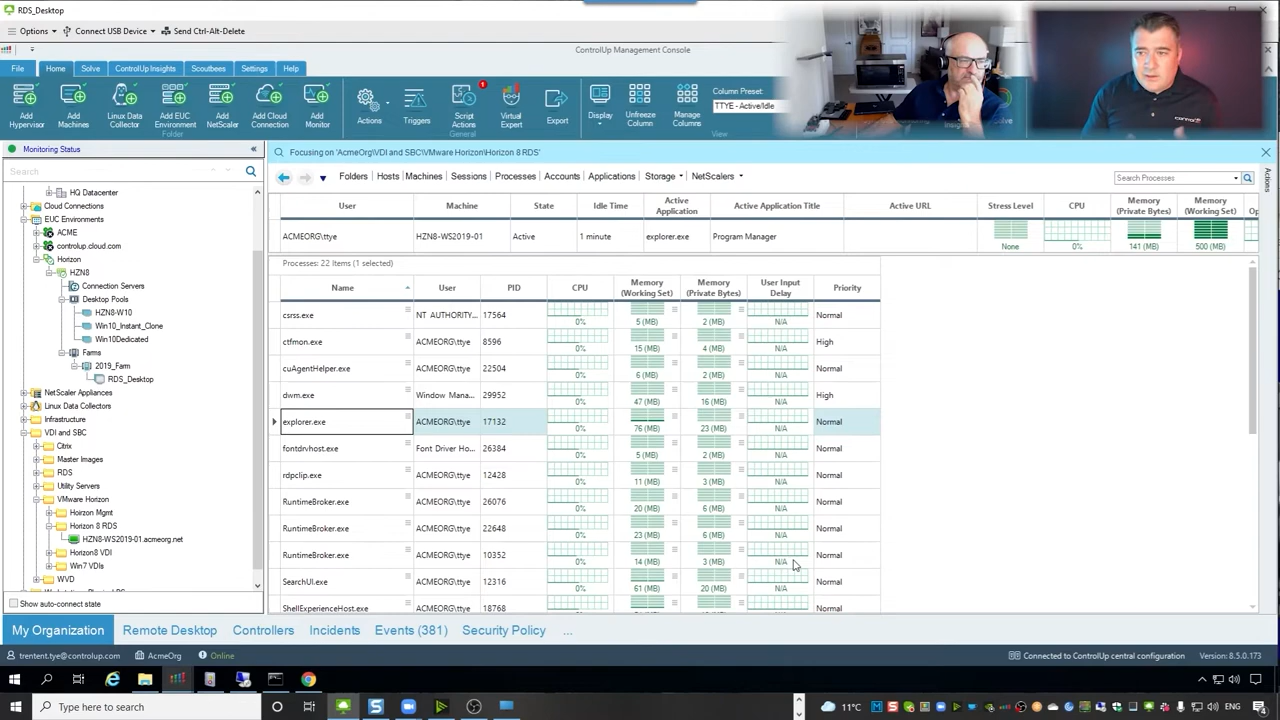 RDS_Desktop
Options Connect USB Device Send Ctrl-Alt-Delete
ControlUp Management Console
File Home Solve ControlUp Insights Scoutbees Settings Help
Add Hypervisor
Add Machines
Linux Data Collector
Add EUC Environment
Add NetScaler
Add Cloud Connection
Add Monitor
Actions
Triggers
Script Actions
Virtual Expert
Export
Display
Unfreeze Column
Manage Columns
Column Preset:
TTYE - Active/Idle
Folder
General
View
Monitoring Status
Search
HQ Datacenter
Cloud Connections
EUC Environments
ACME
controlup.cloud.com
Horizon
HZN8
Connection Servers
Desktop Pools
HZN8-W10
Win10_Instant_Clone
Win10Dedicated
Farms
2019_Farm
RDS_Desktop
NetScaler Appliances
Linux Data Collectors
Infrastructure
VDI and SBC
Citrix
Master Images
RDS
Utility Servers
VMware Horizon
Hoirzon Mgmt
Horizon 8 RDS
HZN8-WS2019-01.acmeorg.net
Horizon8 VDI
Win7 VDIs
WVD
Show auto-connect state
Focusing on 'AcmeOrg\VDI and SBC\VMware Horizon\Horizon 8 RDS'
Folders Hosts Machines Sessions Processes Accounts Applications Storage NetScalers
Search Processes
Actions
User Machine State Idle Time Active Application Active Application Title Active URL Stress Level CPU Memory (Private Bytes) Memory (Working Set)
ACMEORG\ttye HZN8-WS2019-01 Active 1 minute explorer.exe Program Manager None 0% 141 (MB) 500 (MB)
Processes: 22 items (1 selected)
Name User PID CPU Memory (Working Set) Memory (Private Bytes) User Input Delay Priority
csrss.exe NT AUTHORITY... 17564 0% 5 (MB) 2 (MB) N/A Normal
ctfmon.exe ACMEORG\ttye 8596 0% 15 (MB) 4 (MB) N/A High
cuAgentHelper.exe ACMEORG\ttye 22504 0% 6 (MB) 2 (MB) N/A Normal
dwm.exe Window Mana... 29952 0% 47 (MB) 16 (MB) N/A High
explorer.exe ACMEORG\ttye 17132 0% 76 (MB) 23 (MB) N/A Normal
fontdrvhost.exe Font Driver Ho... 26384 0% 5 (MB) 2 (MB) N/A Normal
rdpclip.exe ACMEORG\ttye 12428 0% 11 (MB) 3 (MB) N/A Normal
RuntimeBroker.exe ACMEORG\ttye 26076 0% 20 (MB) 6 (MB) N/A Normal
RuntimeBroker.exe ACMEORG\ttye 22648 0% 23 (MB) 6 (MB) N/A Normal
RuntimeBroker.exe ACMEORG\ttye 10352 0% 14 (MB) 3 (MB) N/A Normal
SearchUI.exe ACMEORG\ttye 12316 0% 61 (MB) 20 (MB) N/A Normal
ShellExperienceHost.exe ACMEORG\ttye 18768 Normal
My Organization Remote Desktop Controllers Incidents Events (381) Security Policy ...
trentent.tye@controlup.com AcmeOrg Online Connected to ControlUp central configuration Version: 8.5.0.173
Type here to search
11°C
ENG